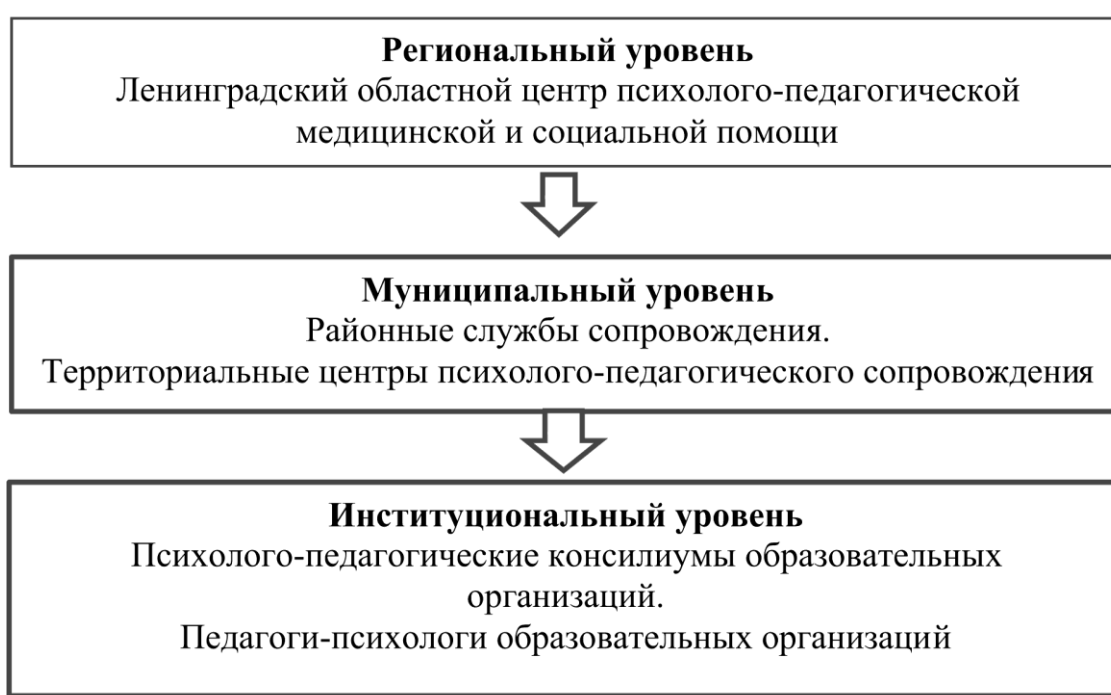 Региональный уровень
Ленинградский областной центр психолого-педагогической
медицинской и социальной помощи
Муниципальный уровень
Районные службы сопровождения.
Территориальные центры психолого-педагогического сопровождения
Институциональный уровень
Психолого-педагогические консилиумы образовательных
организаций.
Педагоги-психологи образовательных организаций